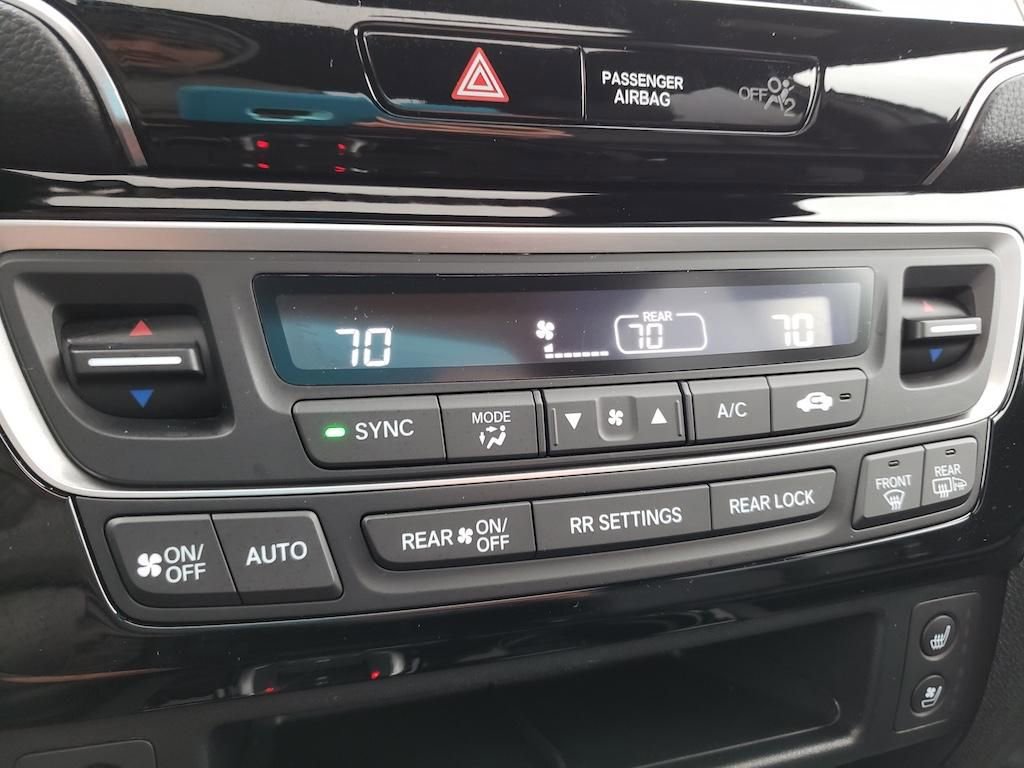 PASSENGER
AIRBAG
OFF 2
70
REAR
70
70
SYNC
MODE
A/C
FRONT
REAR
ON/
OFF
AUTO
REAR ON/
OFF
RR SETTINGS
REAR LOCK